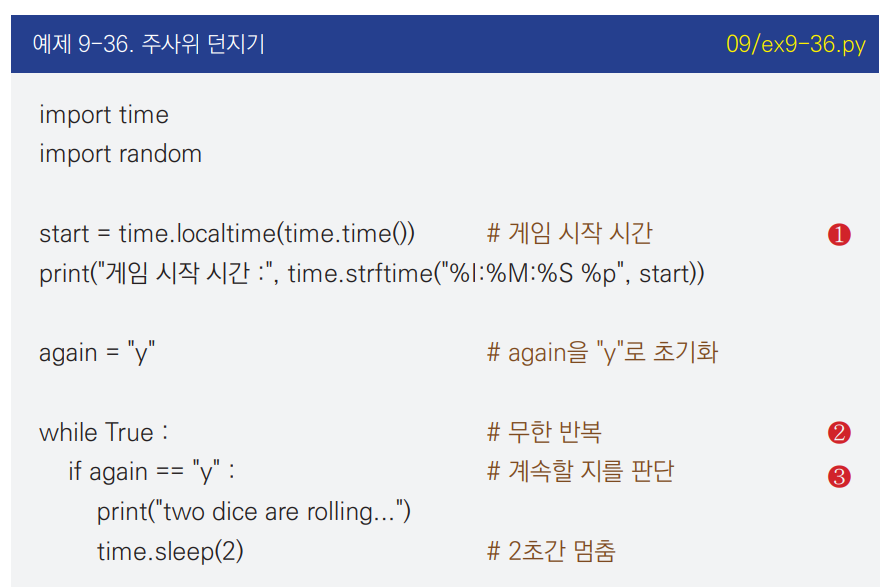 예제 9-36. 주사위 던지기 09/ex9-36.py
import time
import random
start = time.localtime(time.time()) # 게임 시작 시간 ❶
print("게임 시작 시간 :", time.strftime("%I:%M:%S %p", start))
again = "y" # again을 "y"로 초기화
while True : # 무한 반복 ❷
if again == "y" : # 계속할 지를 판단 ❸
print("two dice are rolling...")
time.sleep(2) # 2초간 멈춤